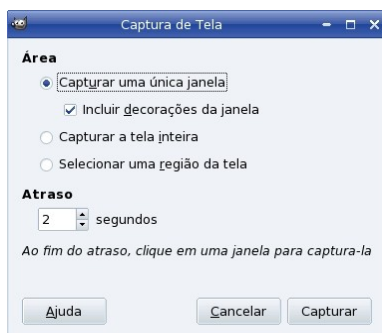 Captura de Tela
Área
Capturar uma única janela
Incluir decorações da janela
Capturar a tela inteira
Selecionar uma região da tela
Atraso
2 segundos
Ao fim do atraso, clique em uma janela para captura-la
Ajuda Cancelar Capturar